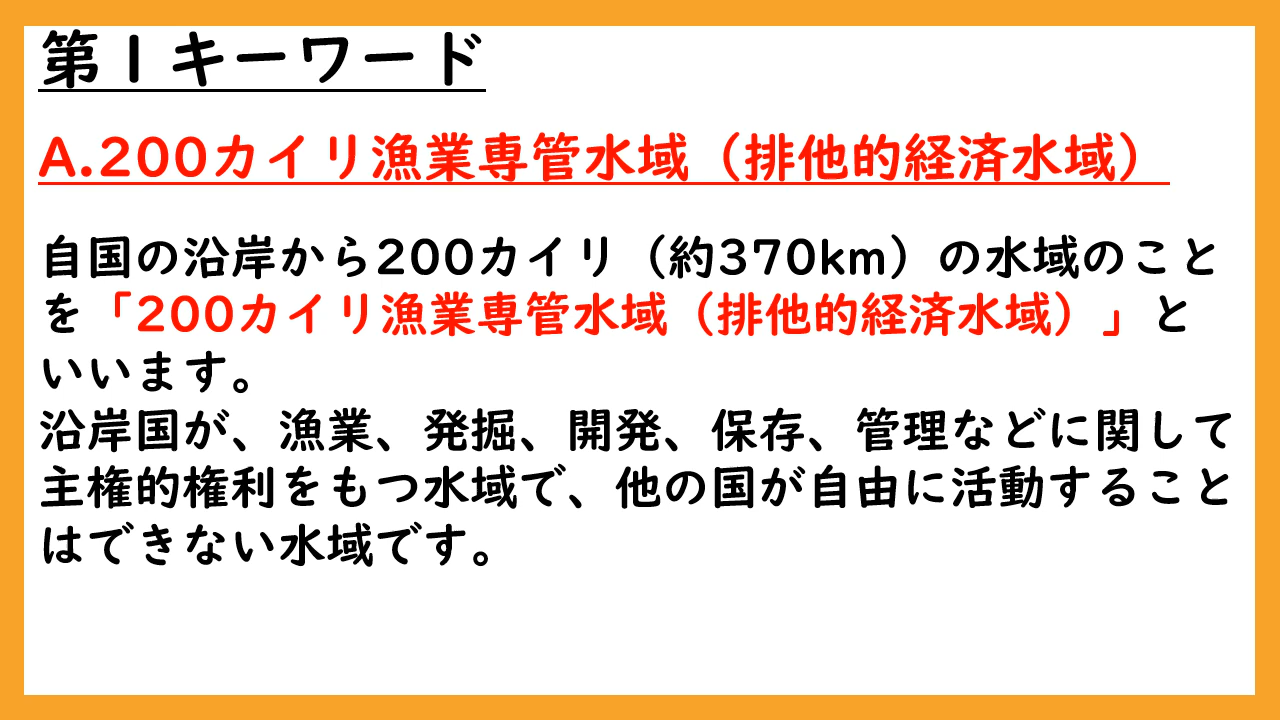 第1キーワード
A.200カイリ漁業専管水域（排他的経済水域）
自国の沿岸から200カイリ（約370km）の水域のこと
を「200カイリ漁業専管水域（排他的経済水域）」と
いいます。
沿岸国が、漁業、発掘、開発、保存、管理などに関して
主権的権利をもつ水域で、他の国が自由に活動すること
はできない水域です。